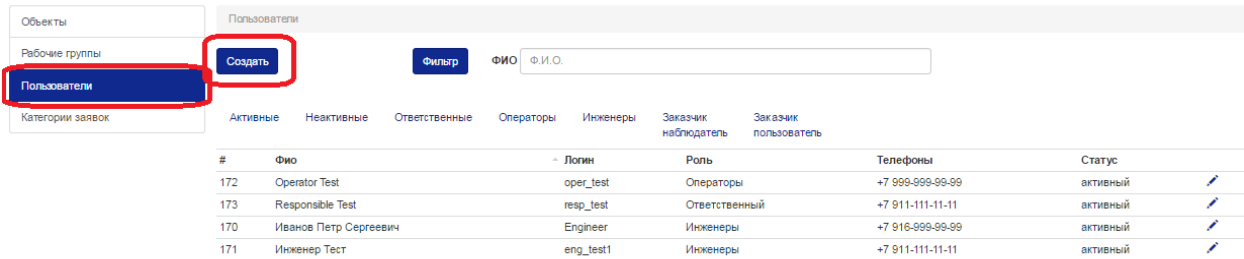 Объекты
Рабочие группы
Пользователи
Категории заявок
Пользователи
Создать Фильтр ФИО Ф.И.О.
Активные Неактивные Ответственные Операторы Инженеры Заказчик наблюдатель Заказчик пользователь
# Фио Логин Роль Телефоны Статус
172 Operator Test oper_test Операторы +7 999-999-99-99 активный
173 Responsible Test resp_test Ответственный +7 911-111-11-11 активный
170 Иванов Петр Сергеевич Engineer Инженеры +7 916-999-99-99 активный
171 Инженер Тест eng_test1 Инженеры +7 911-111-11-11 активный